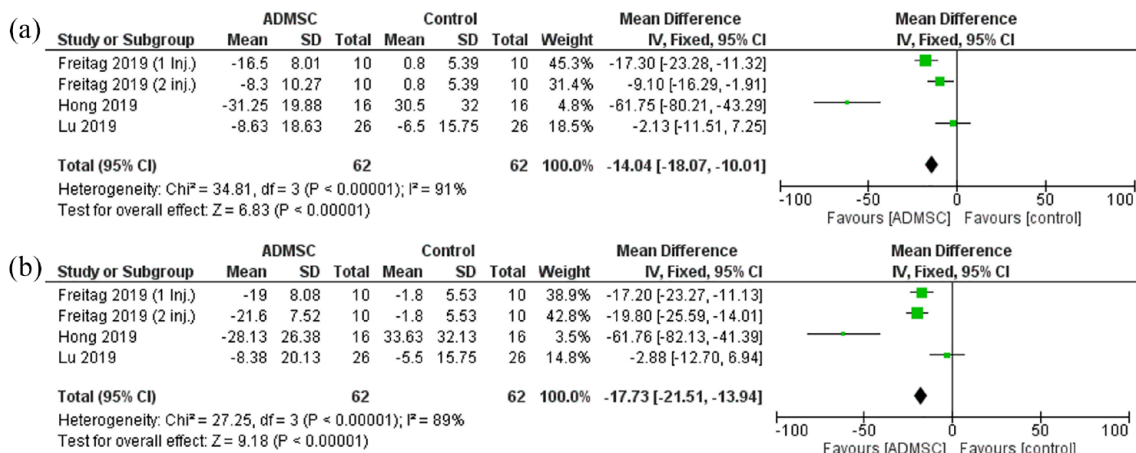 (a)
ADMSC Control Mean Difference Mean Difference
Study or Subgroup Mean SD Total Mean SD Total Weight IV, Fixed, 95% CI IV, Fixed, 95% CI
Freitag 2019 (1 Inj.) -16.5 8.01 10 0.8 5.39 10 45.3% -17.30 [-23.28, -11.32]
Freitag 2019 (2 inj.) -8.3 10.27 10 0.8 5.39 10 31.4% -9.10 [-16.29, -1.91]
Hong 2019 -31.25 19.88 16 30.5 32 16 4.8% -61.75 [-80.21, -43.29]
Lu 2019 -8.63 18.63 26 -6.5 15.75 26 18.5% -2.13 [-11.51, 7.25]
Total (95% CI) 62 62 100.0% -14.04 [-18.07, -10.01]
Heterogeneity: Chi² = 34.81, df = 3 (P < 0.00001); I² = 91%
Test for overall effect: Z = 6.83 (P < 0.00001)
-100 -50 0 50 100
Favours [ADMSC] Favours [control]
(b)
ADMSC Control Mean Difference Mean Difference
Study or Subgroup Mean SD Total Mean SD Total Weight IV, Fixed, 95% CI IV, Fixed, 95% CI
Freitag 2019 (1 Inj.) -19 8.08 10 -1.8 5.53 10 38.9% -17.20 [-23.27, -11.13]
Freitag 2019 (2 inj.) -21.6 7.52 10 -1.8 5.53 10 42.8% -19.80 [-25.59, -14.01]
Hong 2019 -28.13 26.38 16 33.63 32.13 16 3.5% -61.76 [-82.13, -41.39]
Lu 2019 -8.38 20.13 26 -5.5 15.75 26 14.8% -2.88 [-12.70, 6.94]
Total (95% CI) 62 62 100.0% -17.73 [-21.51, -13.94]
Heterogeneity: Chi² = 27.25, df = 3 (P < 0.00001); I² = 89%
Test for overall effect: Z = 9.18 (P < 0.00001)
-100 -50 0 50 100
Favours [ADMSC] Favours [control]